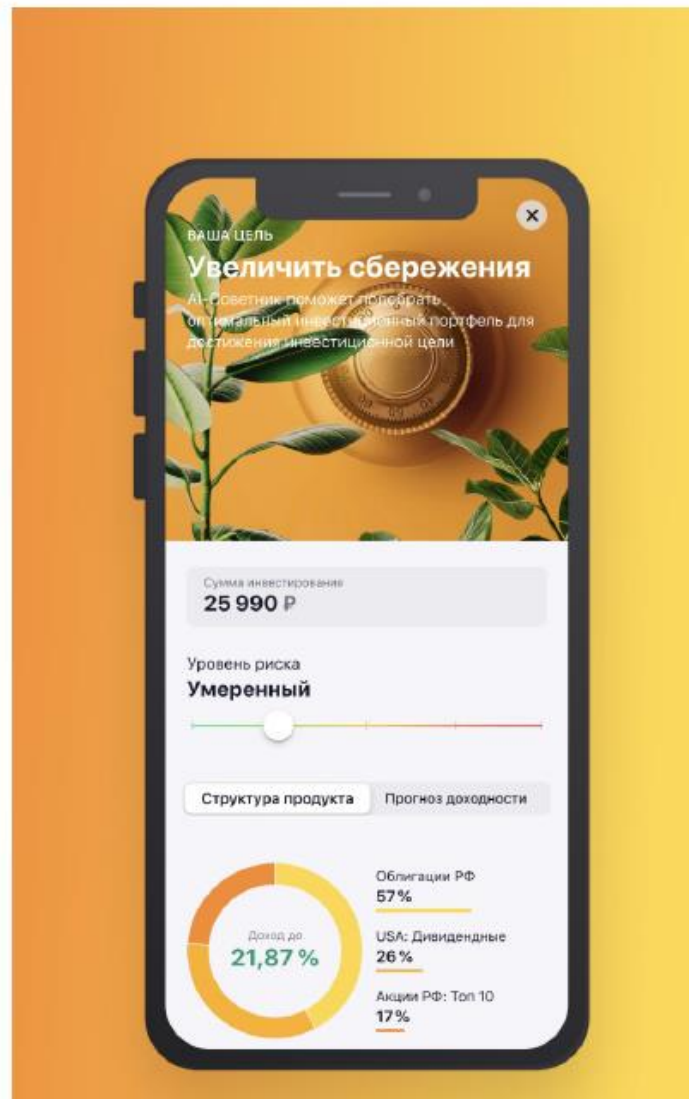 ВАША ЦЕЛЬ
Увеличить сбережения
AI-Советник поможет подобрать
оптимальный инвестиционный портфель для
достижения инвестиционной цели
Сумма инвестирования
25 990 ₽
Уровень риска
Умеренный
Структура продукта
Прогноз доходности
Облигации РФ
57%
Доход до
21,87 %
USA: Дивидендные
26%
Акции РФ: Топ 10
17%